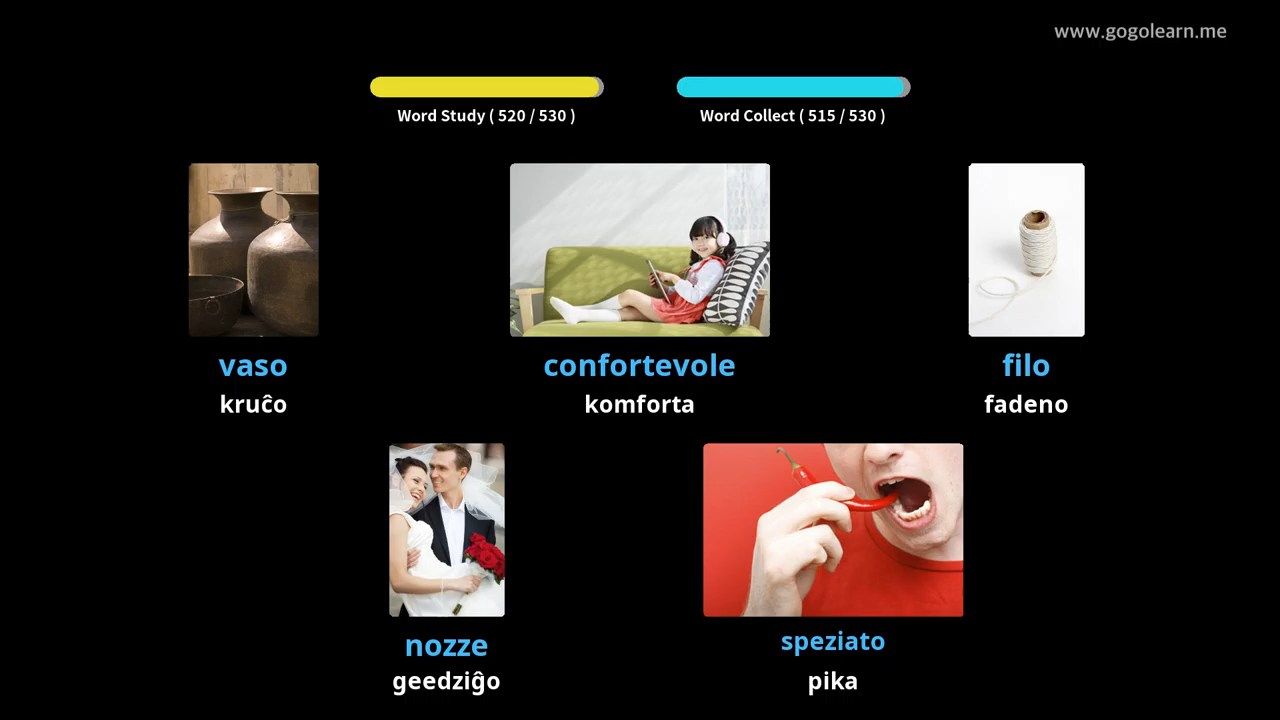 www.gogolearn.me
Word Study ( 520 / 530 )
Word Collect ( 515 / 530 )
vaso
kruĉo
confortevole
komforta
filo
fadeno
nozze
geedziĝo
speziato
pika